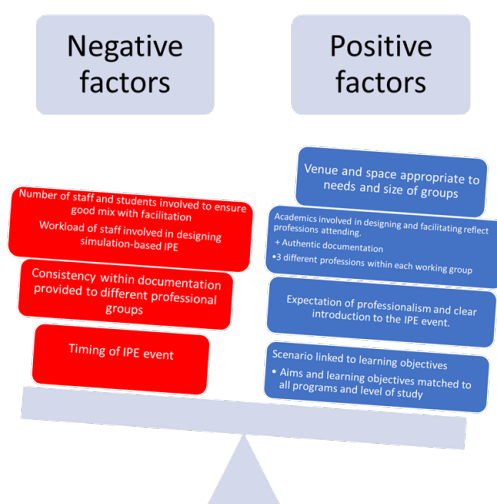 Negative
factors
Positive
factors
Number of staff and students involved to ensure
good mix with facilitation
Workload of staff involved in designing
simulation-based IPE
Consistency within documentation
provided to different professional
groups
Timing of IPE event
Venue and space appropriate to
needs and size of groups
Academics involved in designing and facilitating reflect
professions attending.
+ Authentic documentation
•3 different professions within each working group
Expectation of professionalism and clear
introduction to the IPE event.
Scenario linked to learning objectives
• Aims and learning objectives matched to
all programs and level of study